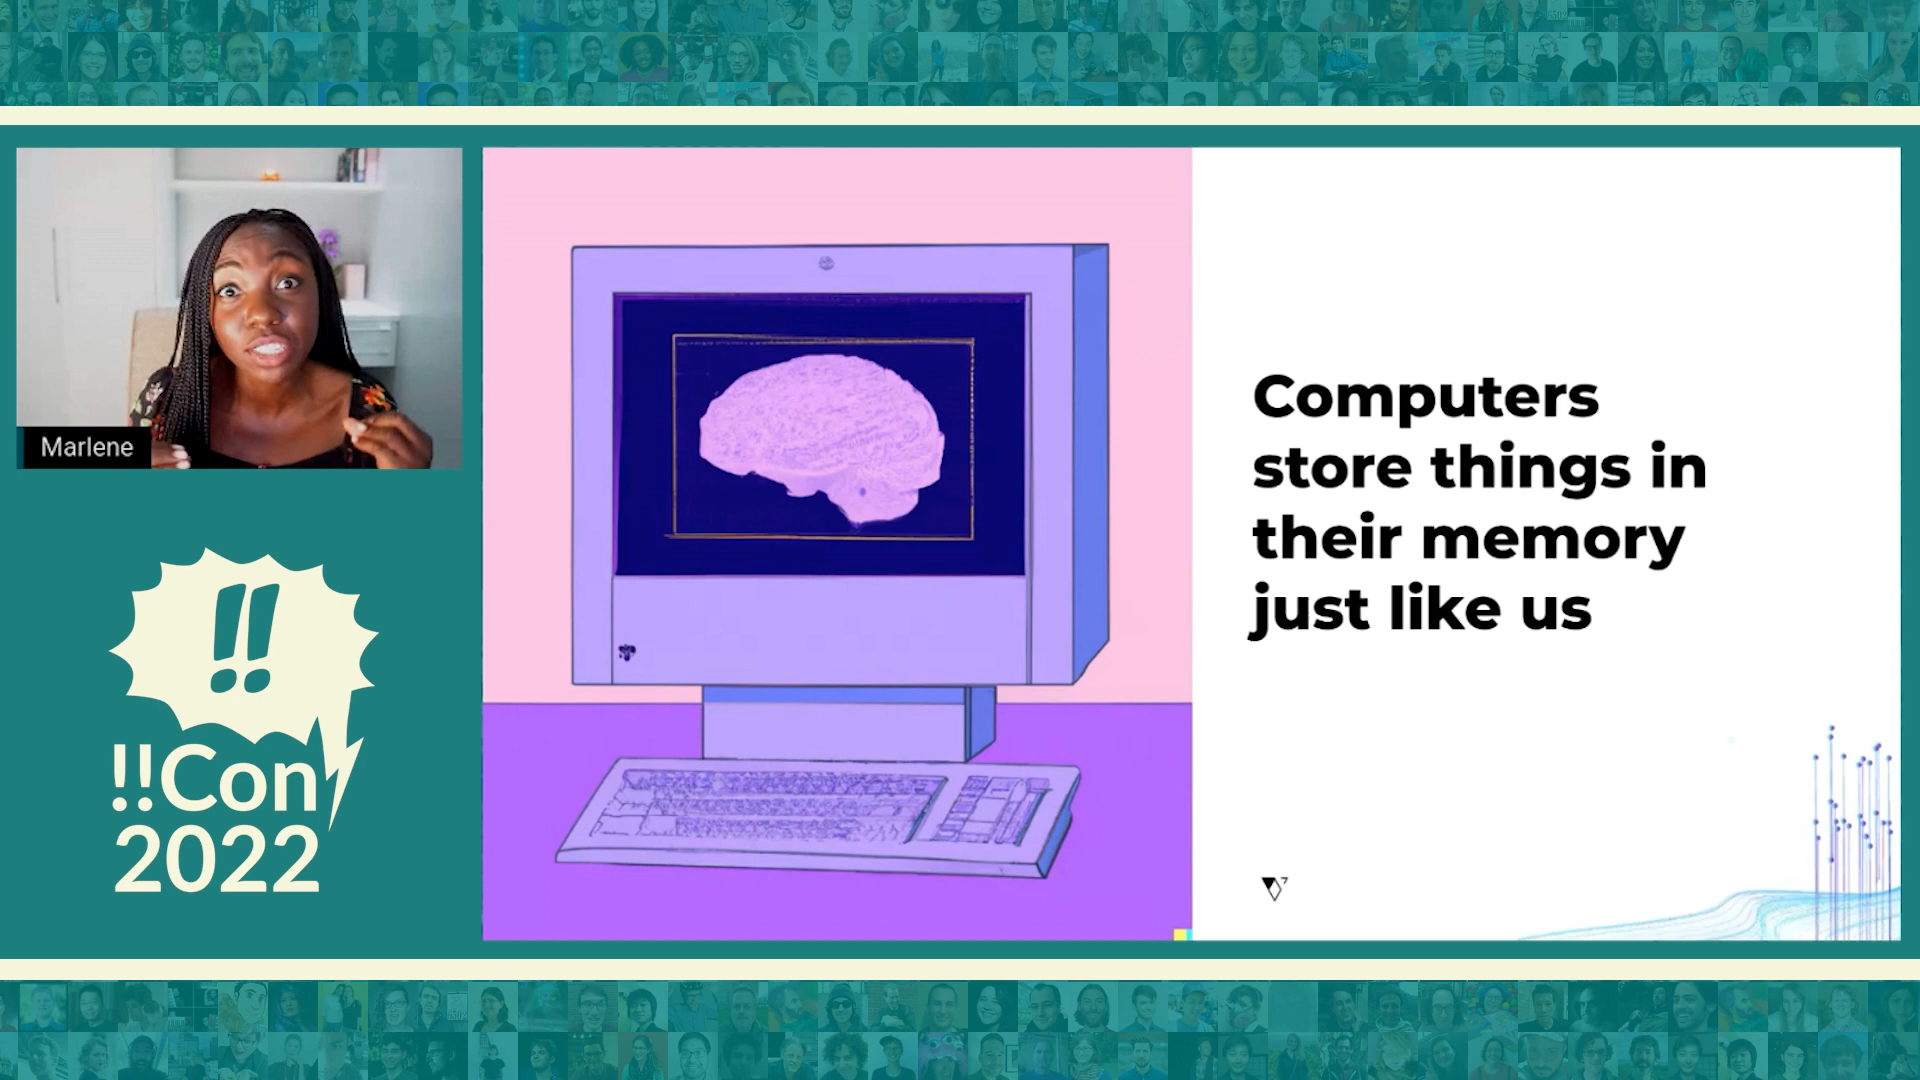 Marlene
!!
!!Con
2022
Computers
store things in
their memory
just like us